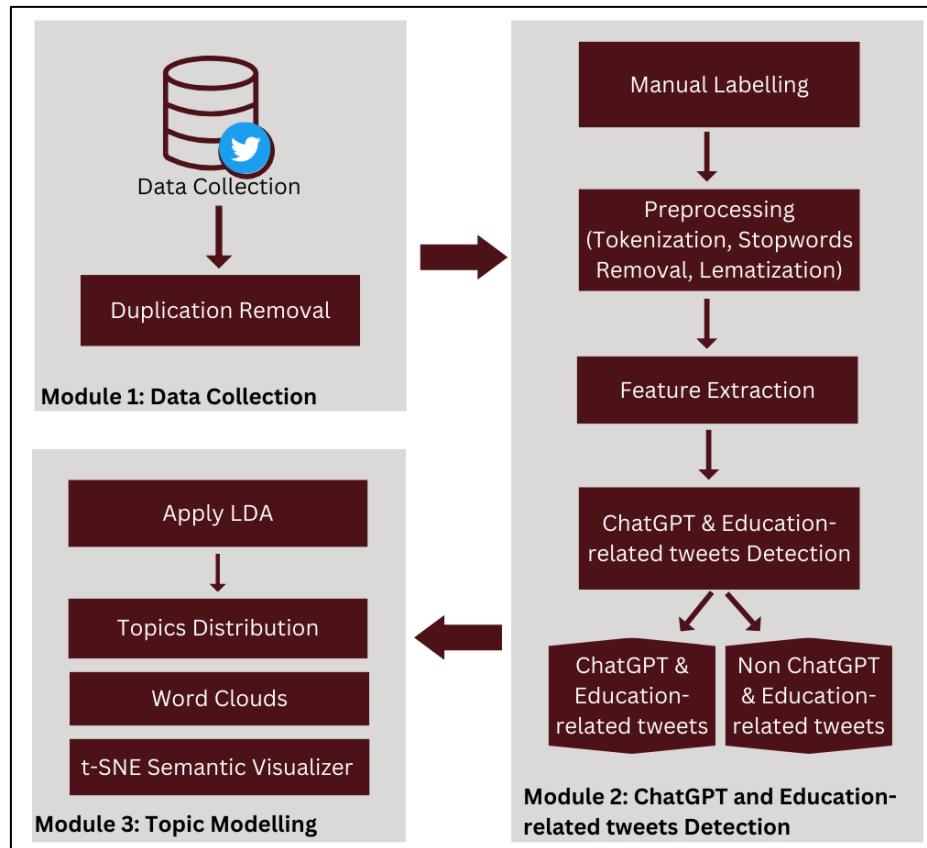 Data Collection
Duplication Removal
Module 1: Data Collection
Manual Labelling
Preprocessing
(Tokenization, Stopwords
Removal, Lematization)
Feature Extraction
ChatGPT & Education-
related tweets Detection
ChatGPT &
Education-
related tweets
Non ChatGPT
& Education-
related tweets
Module 2: ChatGPT and Education-
related tweets Detection
Apply LDA
Topics Distribution
Word Clouds
t-SNE Semantic Visualizer
Module 3: Topic Modelling